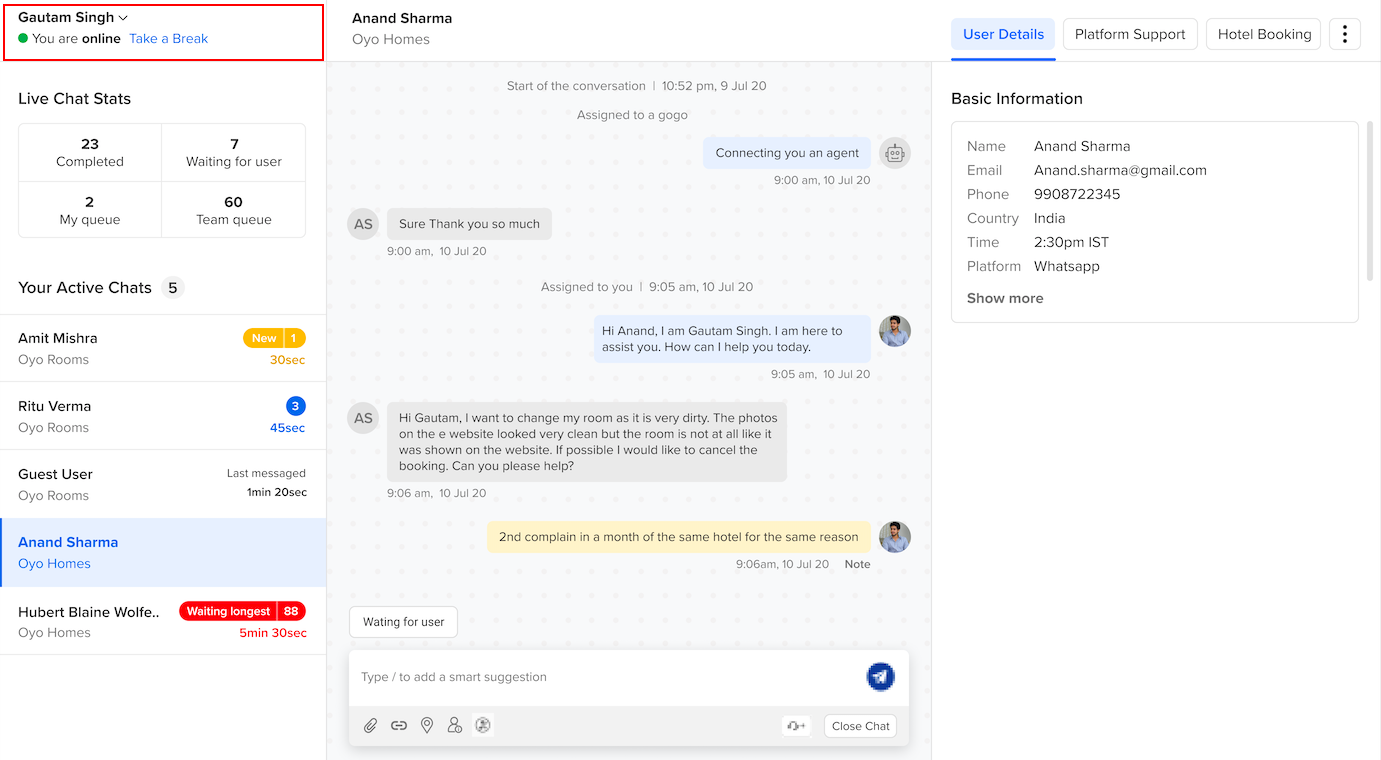 Gautam Singh
You are online Take a Break
Live Chat Stats
23
Completed
7
Waiting for user
2
My queue
60
Team queue
Your Active Chats 5
Amit Mishra
New 1
Oyo Rooms
30sec
Ritu Verma
3
Oyo Rooms
45sec
Guest User
Last messaged
Oyo Rooms
1min 20sec
Anand Sharma
Oyo Homes
Hubert Blaine Wolfe..
Waiting longest 88
Oyo Homes
5min 30sec
Anand Sharma
Oyo Homes
Start of the conversation | 10:52 pm, 9 Jul 20
Assigned to a gogo
Connecting you an agent
9:00 am, 10 Jul 20
AS
Sure Thank you so much
9:00 am, 10 Jul 20
Assigned to you | 9:05 am, 10 Jul 20
Hi Anand, I am Gautam Singh. I am here to
assist you. How can I help you today.
9:05 am, 10 Jul 20
AS
Hi Gautam, I want to change my room as it is very dirty. The photos
on the e website looked very clean but the room is not at all like it
was shown on the website. If possible I would like to cancel the
booking. Can you please help?
9:06 am, 10 Jul 20
2nd complain in a month of the same hotel for the same reason
9:06am, 10 Jul 20 Note
Wating for user
Type / to add a smart suggestion
Close Chat
User Details
Platform Support
Hotel Booking
Basic Information
Name Anand Sharma
Email Anand.sharma@gmail.com
Phone 9908722345
Country India
Time 2:30pm IST
Platform Whatsapp
Show more